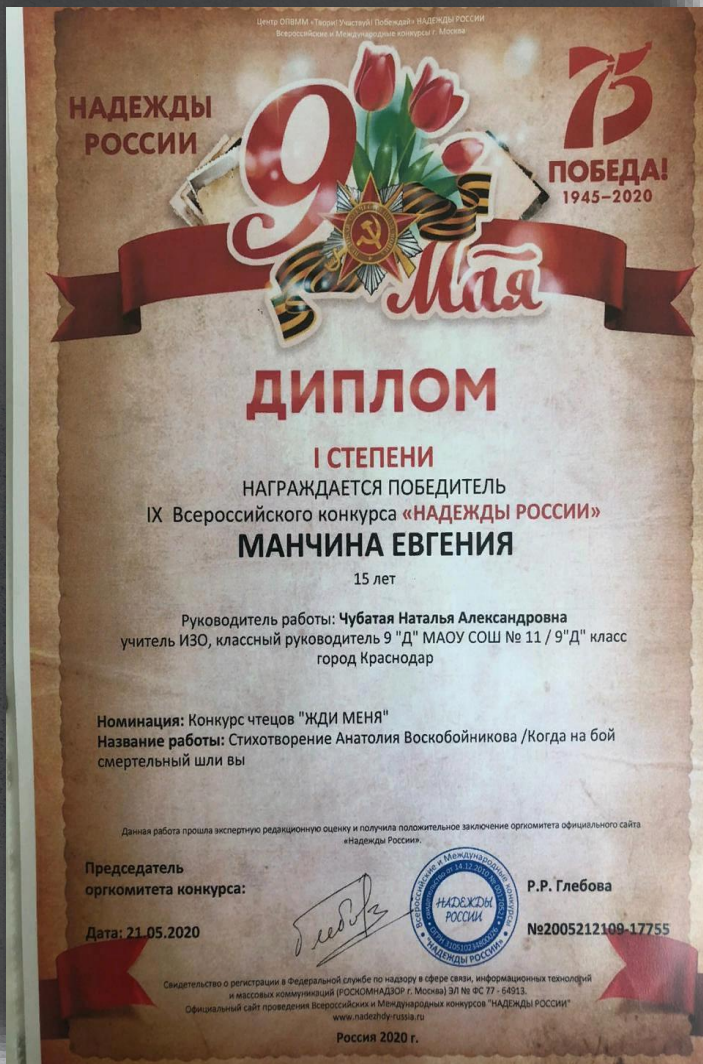 Центр ОПВММ «Твори! Участвуй! Побеждай» НАДЕЖДЫ РОССИИ
Всероссийские и Международные конкурсы г. Москва
НАДЕЖДЫ
РОССИИ
9 Мая
75
ПОБЕДА!
1945–2020
ДИПЛОМ
I СТЕПЕНИ
НАГРАЖДАЕТСЯ ПОБЕДИТЕЛЬ
IX Всероссийского конкурса «НАДЕЖДЫ РОССИИ»
МАНЧИНА ЕВГЕНИЯ
15 лет
Руководитель работы: Чубатая Наталья Александровна
учитель ИЗО, классный руководитель 9 "Д" МАОУ СОШ № 11 / 9"Д" класс
город Краснодар
Номинация: Конкурс чтецов "ЖДИ МЕНЯ"
Название работы: Стихотворение Анатолия Воскобойникова /Когда на бой
смертельный шли вы
Данная работа прошла экспертную редакционную оценку и получила положительное заключение оргкомитета официального сайта
«Надежды России».
Председатель
оргкомитета конкурса:
Р.Р. Глебова
Всероссийские и Международные конкурсы
НАДЕЖДЫ
РОССИИ
"НАДЕЖДЫ РОССИИ"
Дата: 21.05.2020
№2005212109-17755
Свидетельство о регистрации в Федеральной службе по надзору в сфере связи, информационных технологий
и массовых коммуникаций (РОСКОМНАДЗОР г. Москва) ЭЛ № ФС 77 - 64913.
Официальный сайт проведения Всероссийских и Международных конкурсов "НАДЕЖДЫ РОССИИ"
www.nadezhdy-russia.ru
Россия 2020 г.